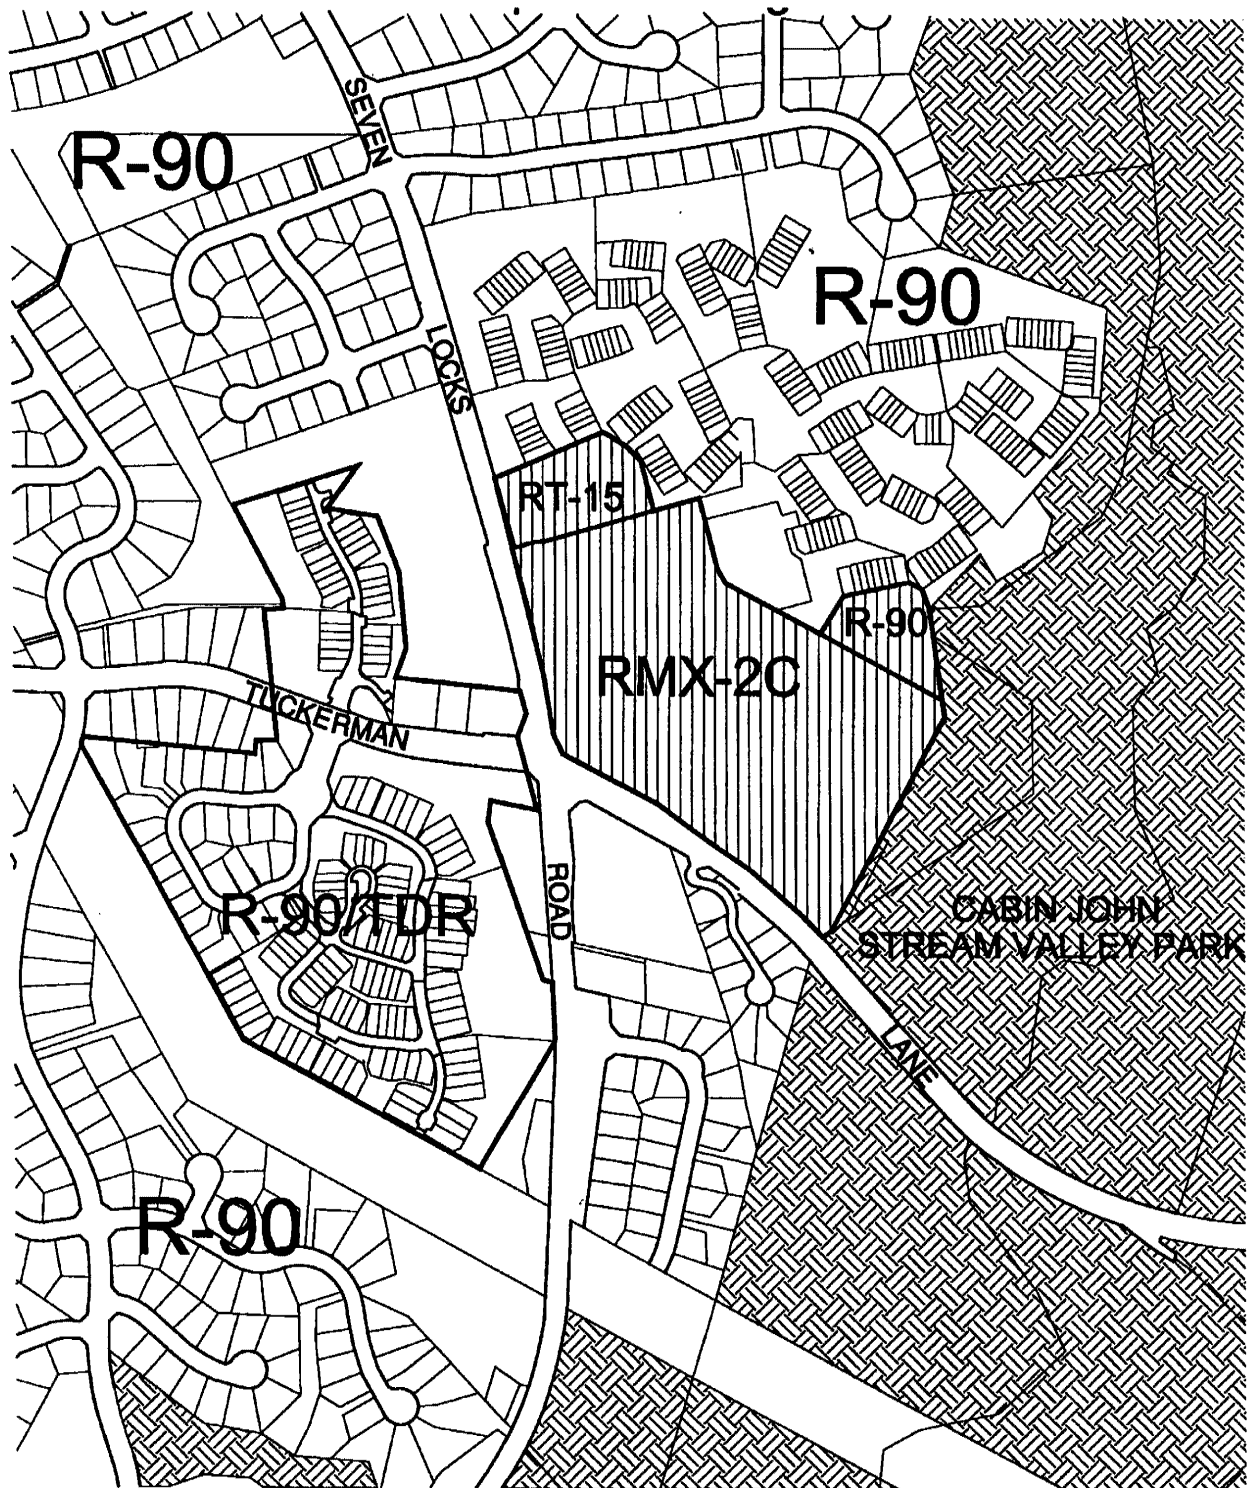 SEVEN
R-90
R-90
LOCKS
RT-15
R-90
RMX-2C
TUCKERMAN
ROAD
R-90/TDR
CABIN JOHN
STREAM VALLEY PARK
LANE
R-90